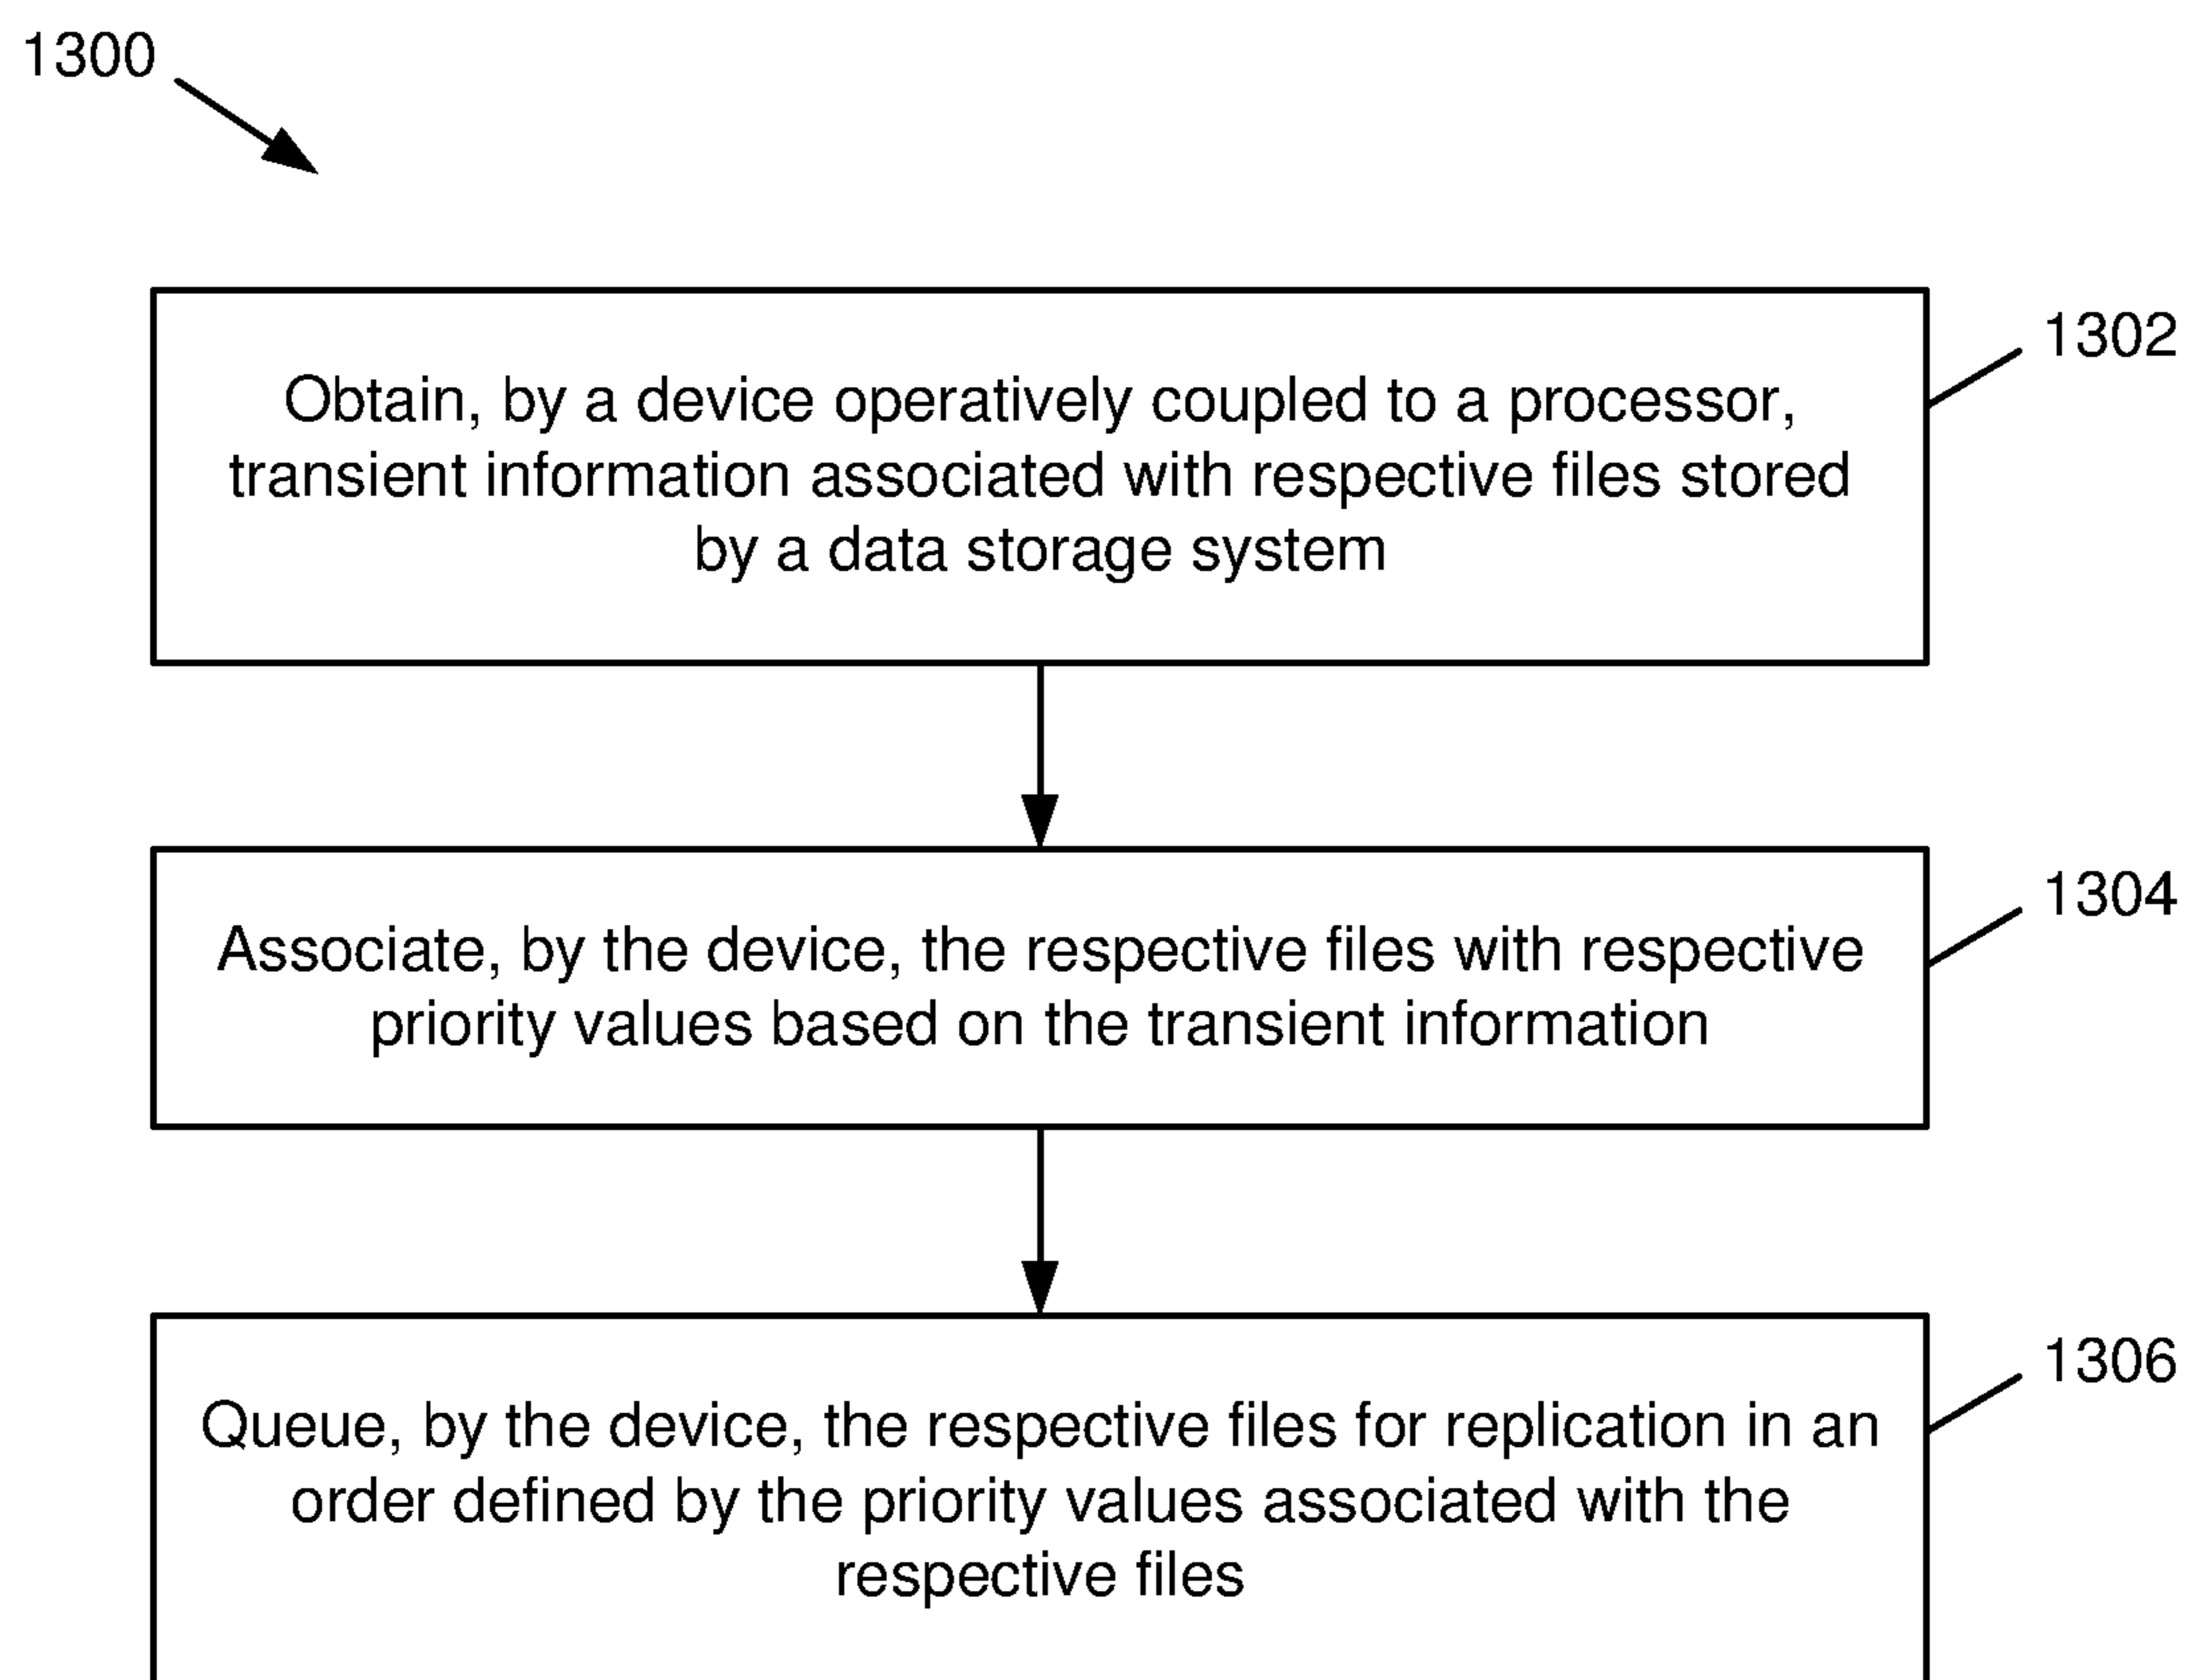 1300
1302
Obtain, by a device operatively coupled to a processor,
transient information associated with respective files stored
by a data storage system
1304
Associate, by the device, the respective files with respective
priority values based on the transient information
1306
Queue, by the device, the respective files for replication in an
order defined by the priority values associated with the
respective files